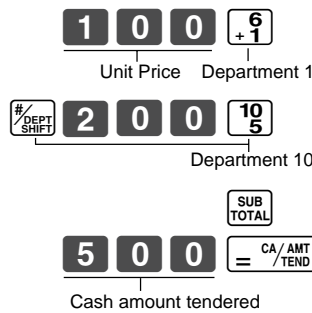 1 0 0 6 + 1
Unit Price Department 1
#/DEPT SHIFT 2 0 0 10 5
Department 10
SUB TOTAL
5 0 0 = CA/AMT TEND
Cash amount tendered